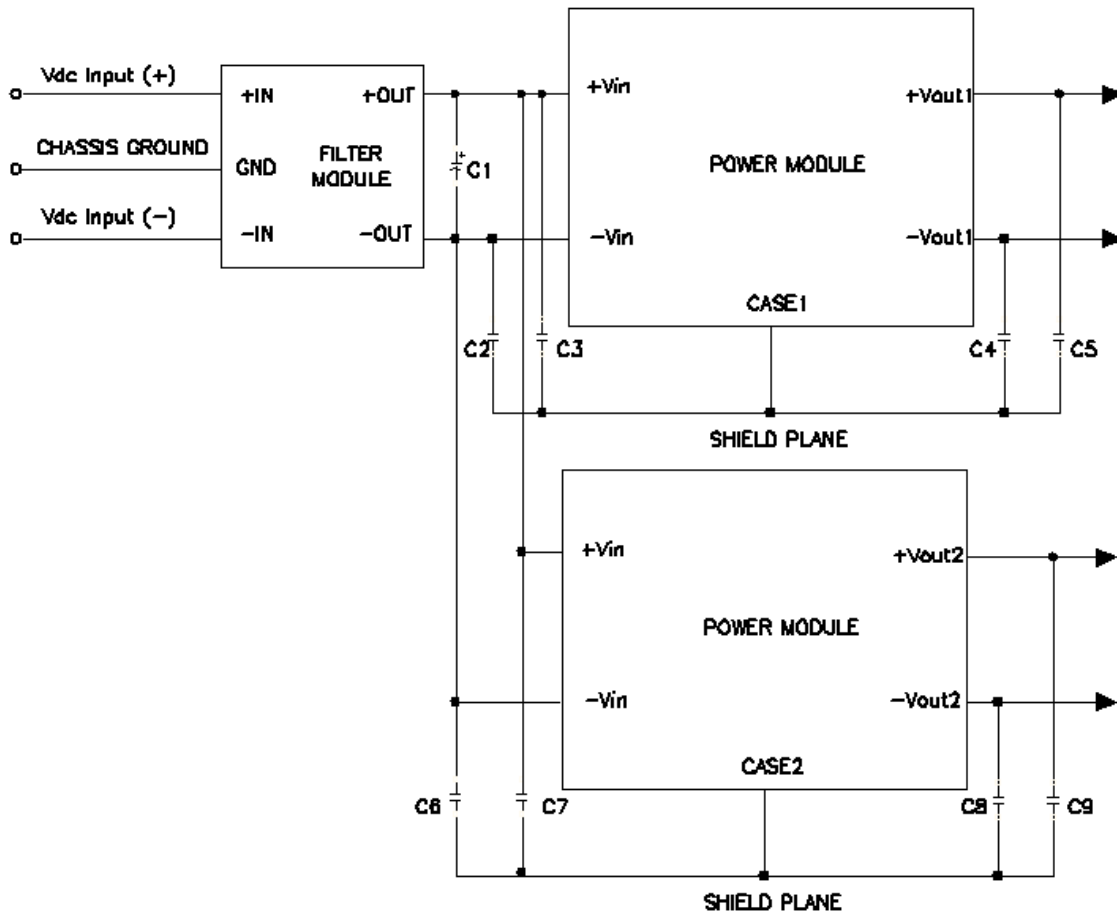 Vdc Input (+)
CHASSIS GROUND
Vdc Input (−)
+IN
+OUT
GND
FILTER
MODULE
−IN
−OUT
+
C1
+Vin
+Vout1
POWER MODULE
−Vin
−Vout1
CASE1
C2
C3
C4
C5
SHIELD PLANE
+Vin
+Vout2
POWER MODULE
−Vin
−Vout2
CASE2
C6
C7
C8
C9
SHIELD PLANE